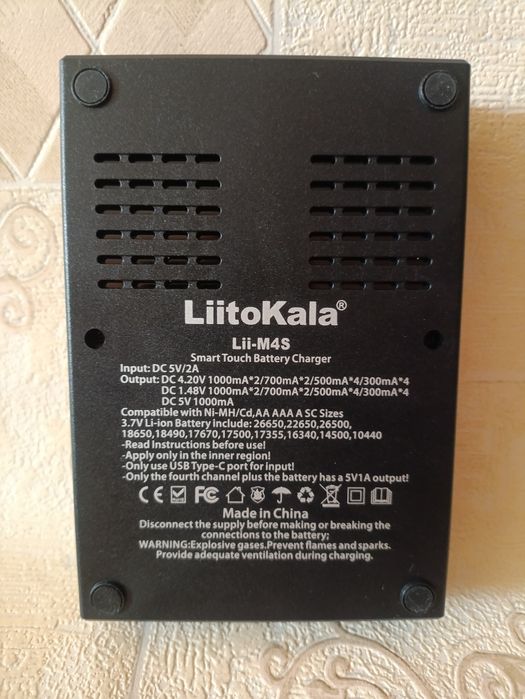 LiitoKala®
Lii-M4S
Smart Touch Battery Charger
Input: DC 5V/2A
Output: DC 4.20V 1000mA*2/700mA*2/500mA*4/300mA*4
DC 1.48V 1000mA*2/700mA*2/500mA*4/300mA*4
DC 5V 1000mA
Compatible with Ni-MH/Cd,AA AAA A SC Sizes
3.7V Li-ion Battery include: 26650,22650,26500,
18650,18490,17670,17500,17355,16340,14500,10440
-Read Instructions before use!
-Apply only in the inner region!
-Only use USB Type-C port for input!
-Only the fourth channel plus the battery has a 5V1A output!
CE FC
Made in China
Disconnect the supply before making or breaking the
connections to the battery;
WARNING:Explosive gases.Prevent flames and sparks.
Provide adequate ventilation during charging.